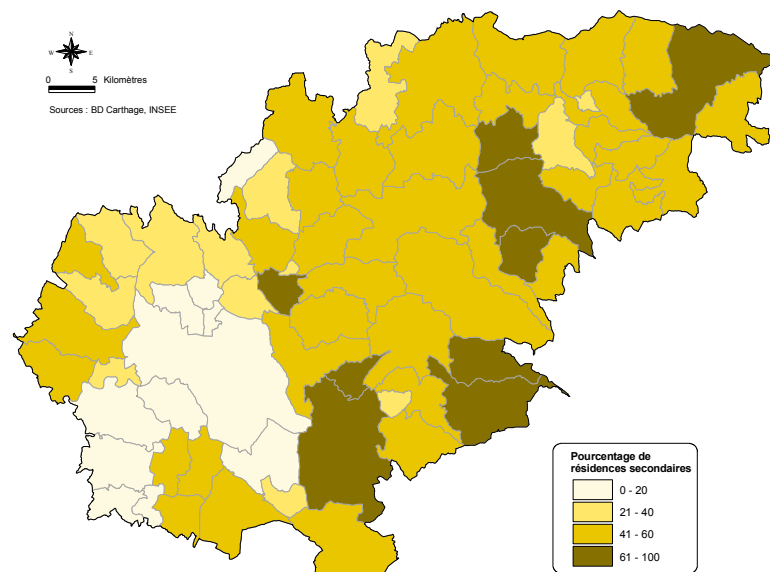 N
W E
S
0 5 Kilomètres
Sources : BD Carthage, INSEE
Pourcentage de
résidences secondaires
0 - 20
21 - 40
41 - 60
61 - 100